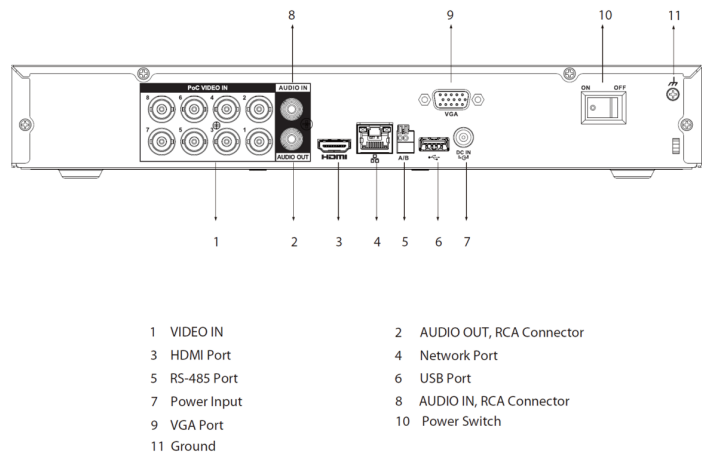 8 9 10 11
PoC VIDEO IN AUDIO IN
8 6 4 2
7 5 3 1
AUDIO OUT
HDMI
A/B
VGA
DC IN
ON OFF
1 2 3 4 5 6 7
1 VIDEO IN 2 AUDIO OUT, RCA Connector
3 HDMI Port 4 Network Port
5 RS-485 Port 6 USB Port
7 Power Input 8 AUDIO IN, RCA Connector
9 VGA Port 10 Power Switch
11 Ground